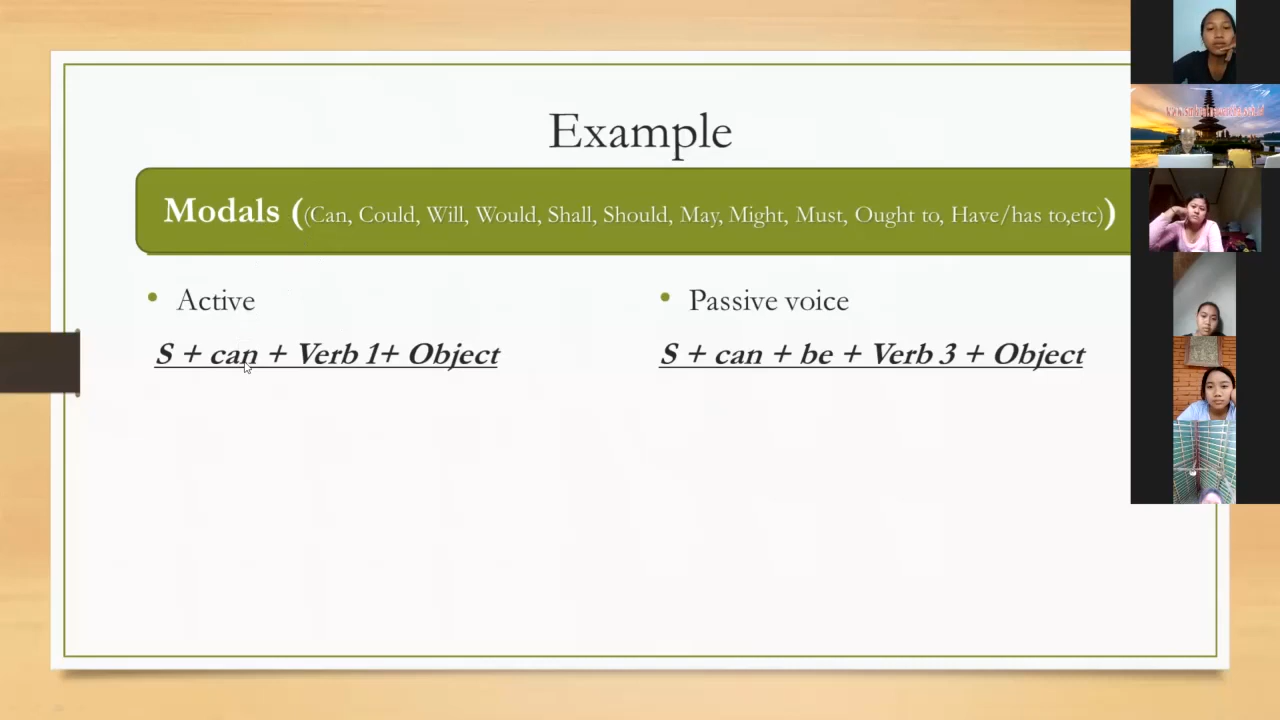 Example
Modals ((Can, Could, Will, Would, Shall, Should, May, Might, Must, Ought to, Have/has to,etc))
• Active
S + can + Verb 1+ Object
• Passive voice
S + can + be + Verb 3 + Object